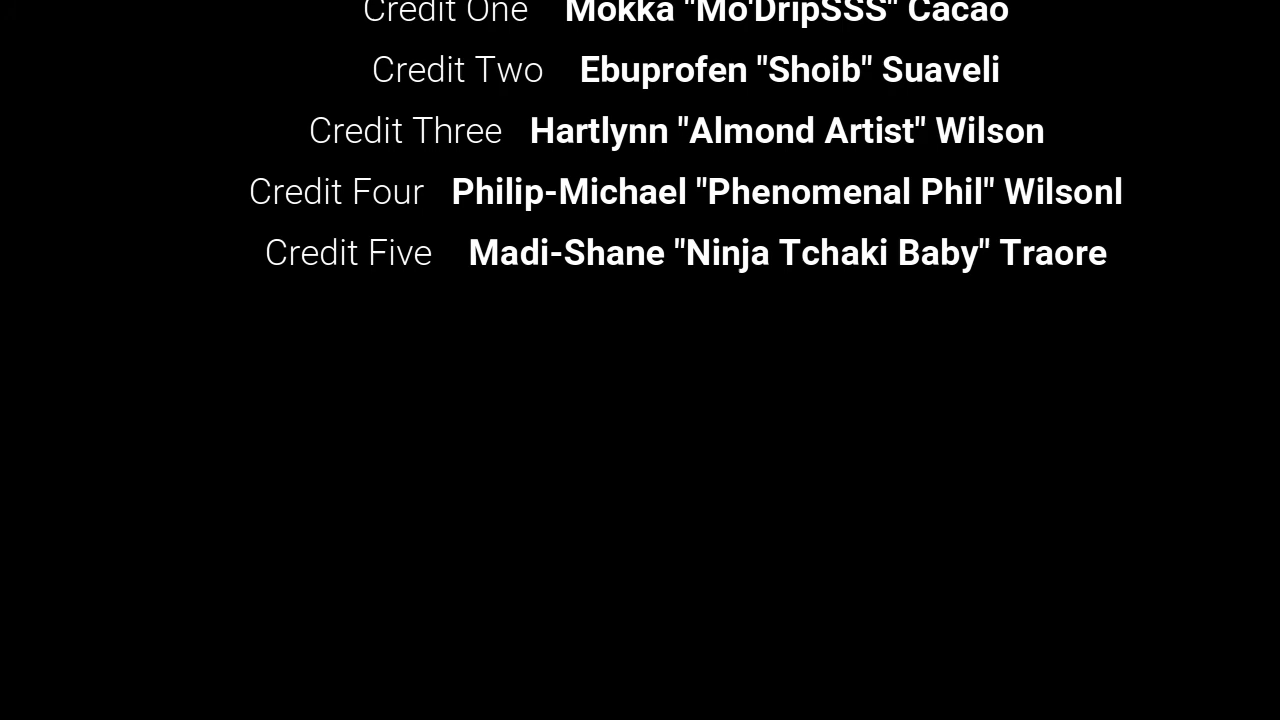 Credit One Mokka "Mo'DripSSS" Cacao
Credit Two Ebuprofen "Shoib" Suaveli
Credit Three Hartlynn "Almond Artist" Wilson
Credit Four Philip-Michael "Phenomenal Phil" Wilsonl
Credit Five Madi-Shane "Ninja Tchaki Baby" Traore